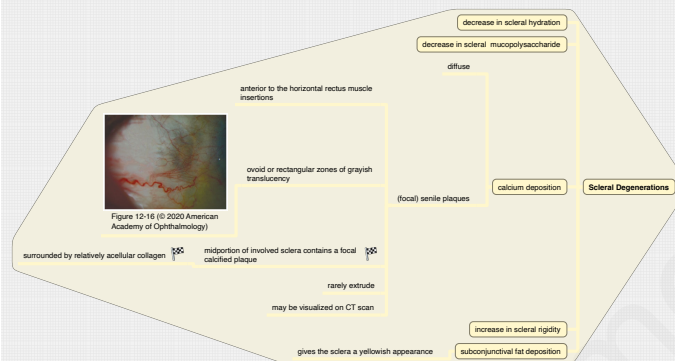 decrease in scleral hydration
decrease in scleral mucopolysaccharide
diffuse
anterior to the horizontal rectus muscle
insertions
ovoid or rectangular zones of grayish
translucency
Figure 12-16 (© 2020 American
Academy of Ophthalmology)
calcium deposition
Scleral Degenerations
(focal) senile plaques
surrounded by relatively acellular collagen
midportion of involved sclera contains a focal
calcified plaque
rarely extrude
may be visualized on CT scan
increase in scleral rigidity
gives the sclera a yellowish appearance
subconjunctival fat deposition